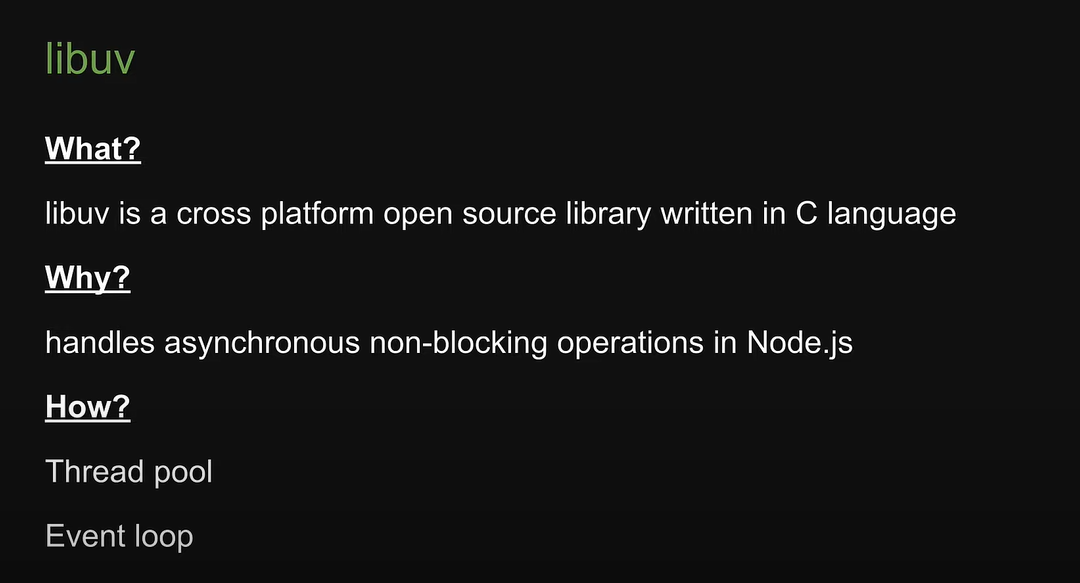 libuv
What?
libuv is a cross platform open source library written in C language
Why?
handles asynchronous non-blocking operations in Node.js
How?
Thread pool
Event loop